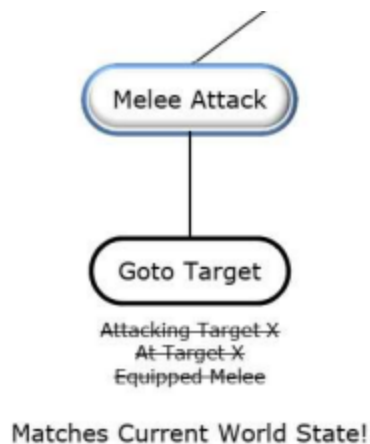 Melee Attack
Goto Target
Attacking Target X
At Target X
Equipped Melee
Matches Current World State!